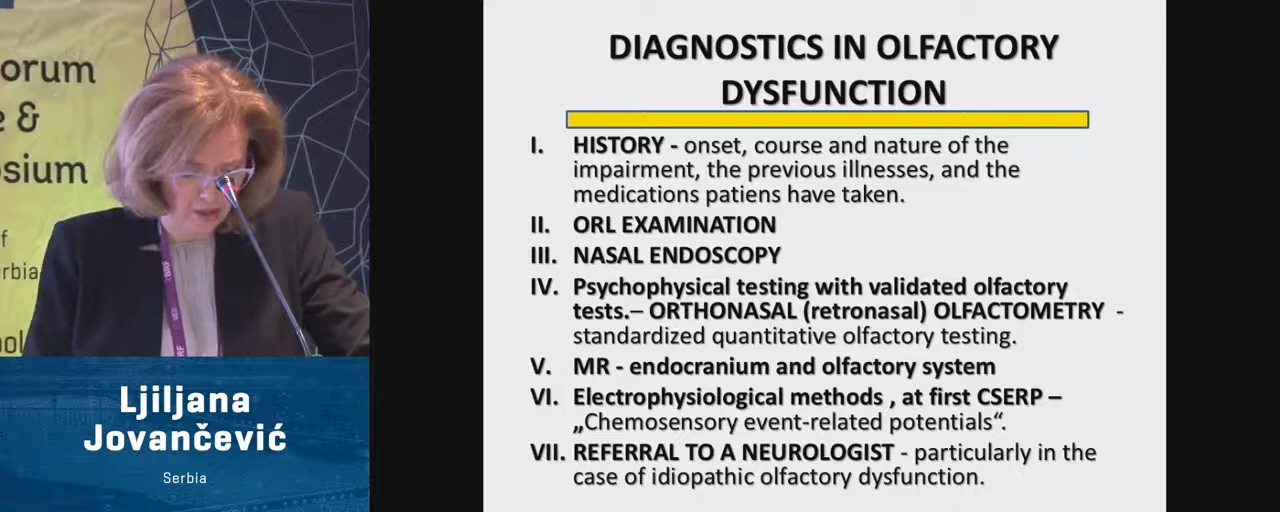 orum
e &
sium
f
erbia
pol
Ljiljana
Jovančević
Serbia
DIAGNOSTICS IN OLFACTORY
DYSFUNCTION
I. HISTORY - onset, course and nature of the
impairment, the previous illnesses, and the
medications patiens have taken.
II. ORL EXAMINATION
III. NASAL ENDOSCOPY
IV. Psychophysical testing with validated olfactory
tests.– ORTHONASAL (retronasal) OLFACTOMETRY -
standardized quantitative olfactory testing.
V. MR - endocranium and olfactory system
VI. Electrophysiological methods , at first CSERP –
„Chemosensory event-related potentials“.
VII. REFERRAL TO A NEUROLOGIST - particularly in the
case of idiopathic olfactory dysfunction.